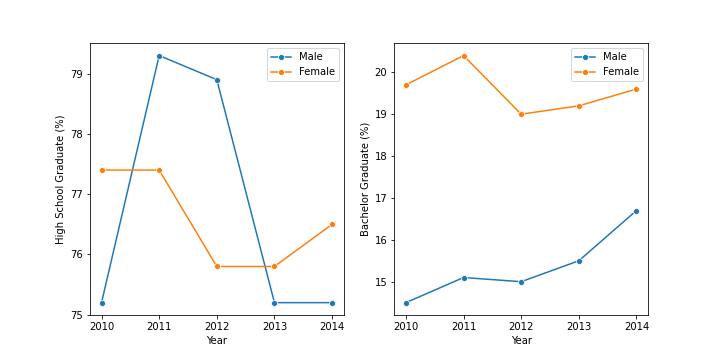 Male
Female
79
78
77
76
75
High School Graduate (%)
2010 2011 2012 2013 2014
Year
Male
Female
20
19
18
17
16
15
Bachelor Graduate (%)
2010 2011 2012 2013 2014
Year